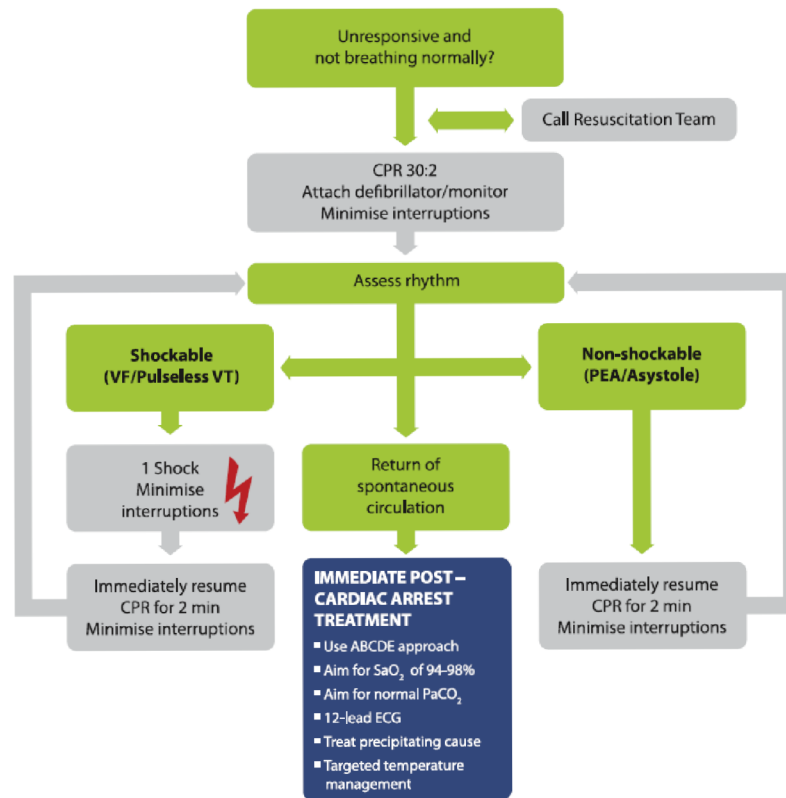 Unresponsive and
not breathing normally?
Call Resuscitation Team
CPR 30:2
Attach defibrillator/monitor
Minimise interruptions
Assess rhythm
Shockable
(VF/Pulseless VT)
Non-shockable
(PEA/Asystole)
1 Shock
Minimise
interruptions
Return of
spontaneous
circulation
Immediately resume
CPR for 2 min
Minimise interruptions
IMMEDIATE POST –
CARDIAC ARREST
TREATMENT
▪ Use ABCDE approach
▪ Aim for SaO₂ of 94-98%
▪ Aim for normal PaCO₂
▪ 12-lead ECG
▪ Treat precipitating cause
▪ Targeted temperature
management
Immediately resume
CPR for 2 min
Minimise interruptions